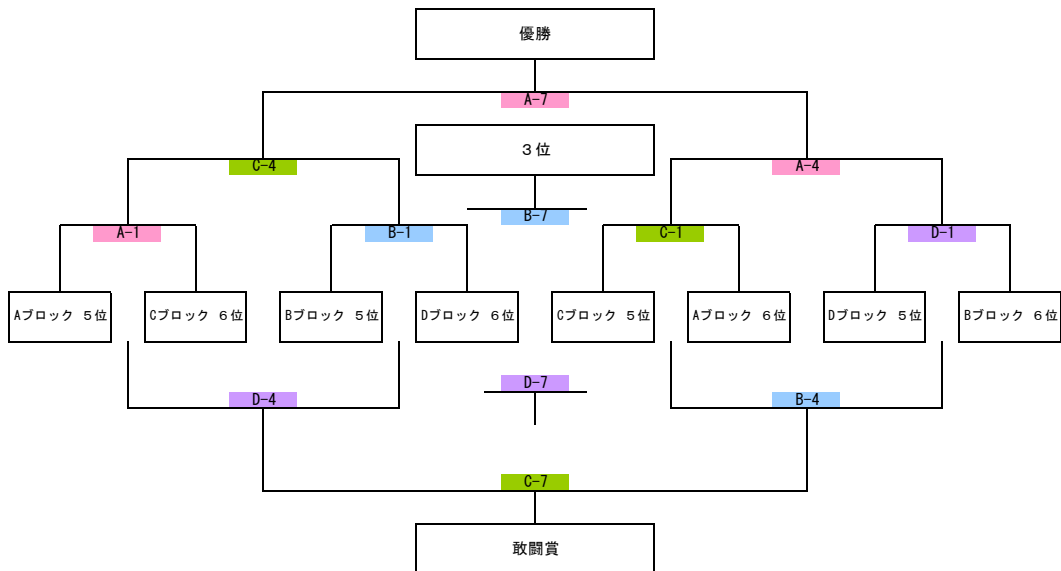 優勝
A-7
３位
C-4
A-4
B-7
A-1
B-1
C-1
D-1
Aブロック ５位
Cブロック ６位
Bブロック ５位
Dブロック ６位
Cブロック ５位
Aブロック ６位
Dブロック ５位
Bブロック ６位
D-7
D-4
B-4
C-7
敢闘賞